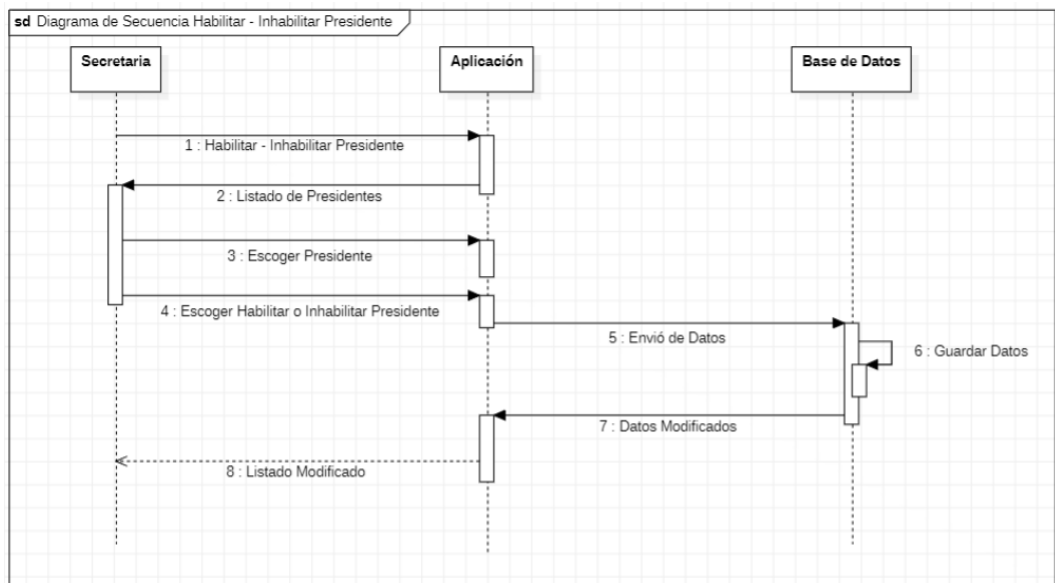 sd Diagrama de Secuencia Habilitar - Inhabilitar Presidente
Secretaria
Aplicación
Base de Datos
1 : Habilitar - Inhabilitar Presidente
2 : Listado de Presidentes
3 : Escoger Presidente
4 : Escoger Habilitar o Inhabilitar Presidente
5 : Envió de Datos
6 : Guardar Datos
7 : Datos Modificados
8 : Listado Modificado